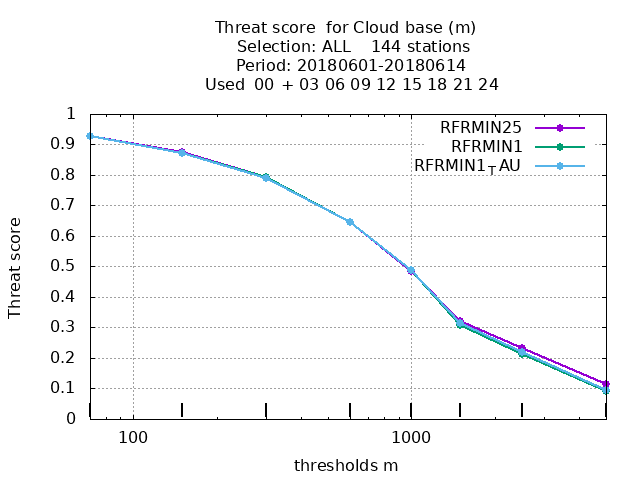 Threat score  for Cloud base (m)
Selection: ALL    144 stations
Period: 20180601-20180614
Used  00 + 03 06 09 12 15 18 21 24
RFRMIN25
RFRMIN1
RFRMIN1TAU
1
0.9
0.8
0.7
0.6
0.5
0.4
0.3
0.2
0.1
0
Threat score
100
1000
thresholds m